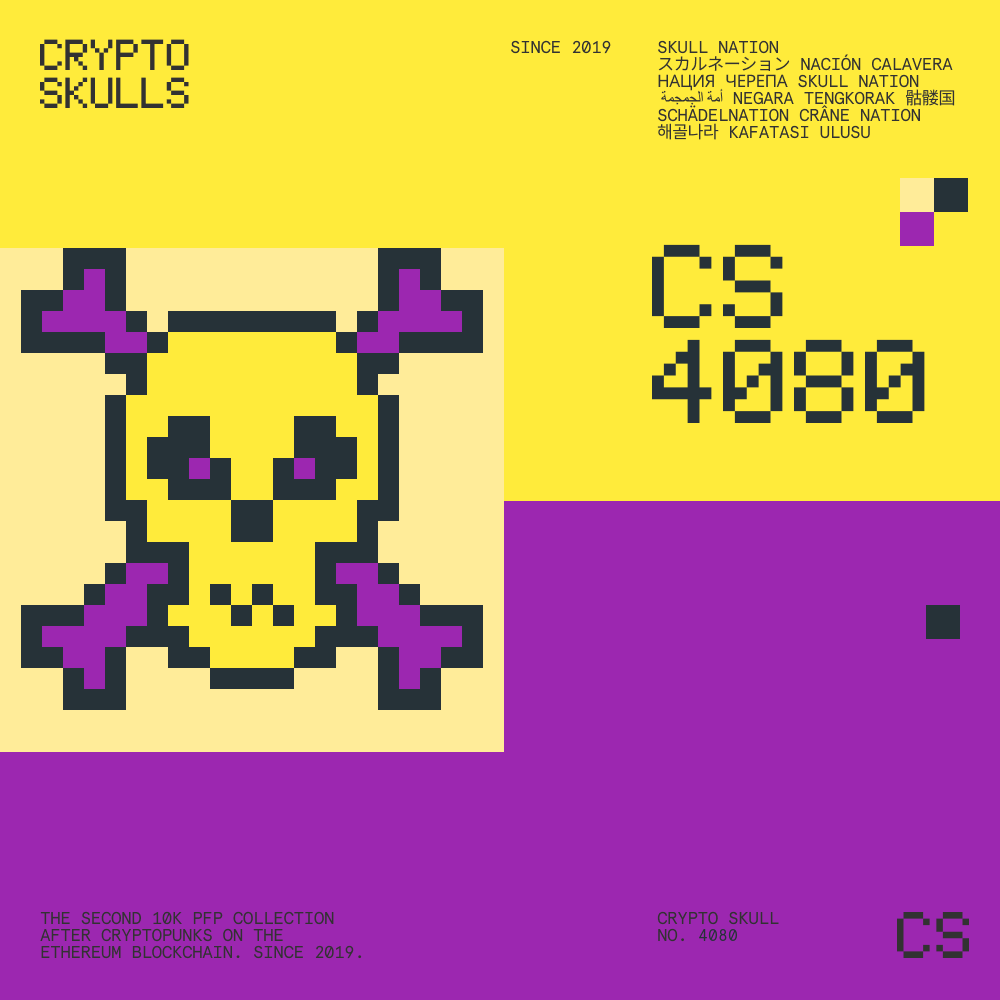 CRYPTO
SKULLS
SINCE 2019
SKULL NATION
スカルネーション NACIÓN CALAVERA
НАЦИЯ ЧЕРЕПА SKULL NATION
أمة الجمجمة NEGARA TENGKORAK 骷髅国
SCHÄDELNATION CRÂNE NATION
해골나라 KAFATASI ULUSU
CS
4080
THE SECOND 10K PFP COLLECTION
AFTER CRYPTOPUNKS ON THE
ETHEREUM BLOCKCHAIN. SINCE 2019.
CRYPTO SKULL
NO. 4080
CS